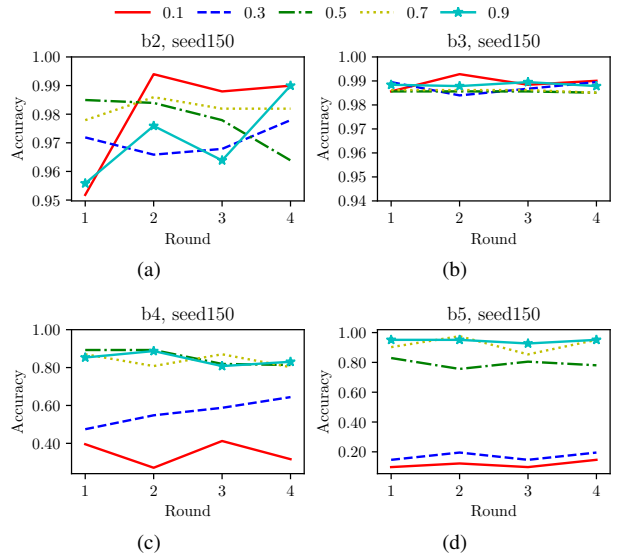 0.1 0.3 0.5 0.7 0.9
b2, seed150
1.00
0.99
0.98
0.97
0.96
0.95
Accuracy
1 2 3 4
Round
(a)
b3, seed150
1.00
0.99
0.98
0.97
0.96
0.95
0.94
Accuracy
1 2 3 4
Round
(b)
b4, seed150
1.00
0.80
0.60
0.40
Accuracy
1 2 3 4
Round
(c)
b5, seed150
1.00
0.80
0.60
0.40
0.20
Accuracy
1 2 3 4
Round
(d)